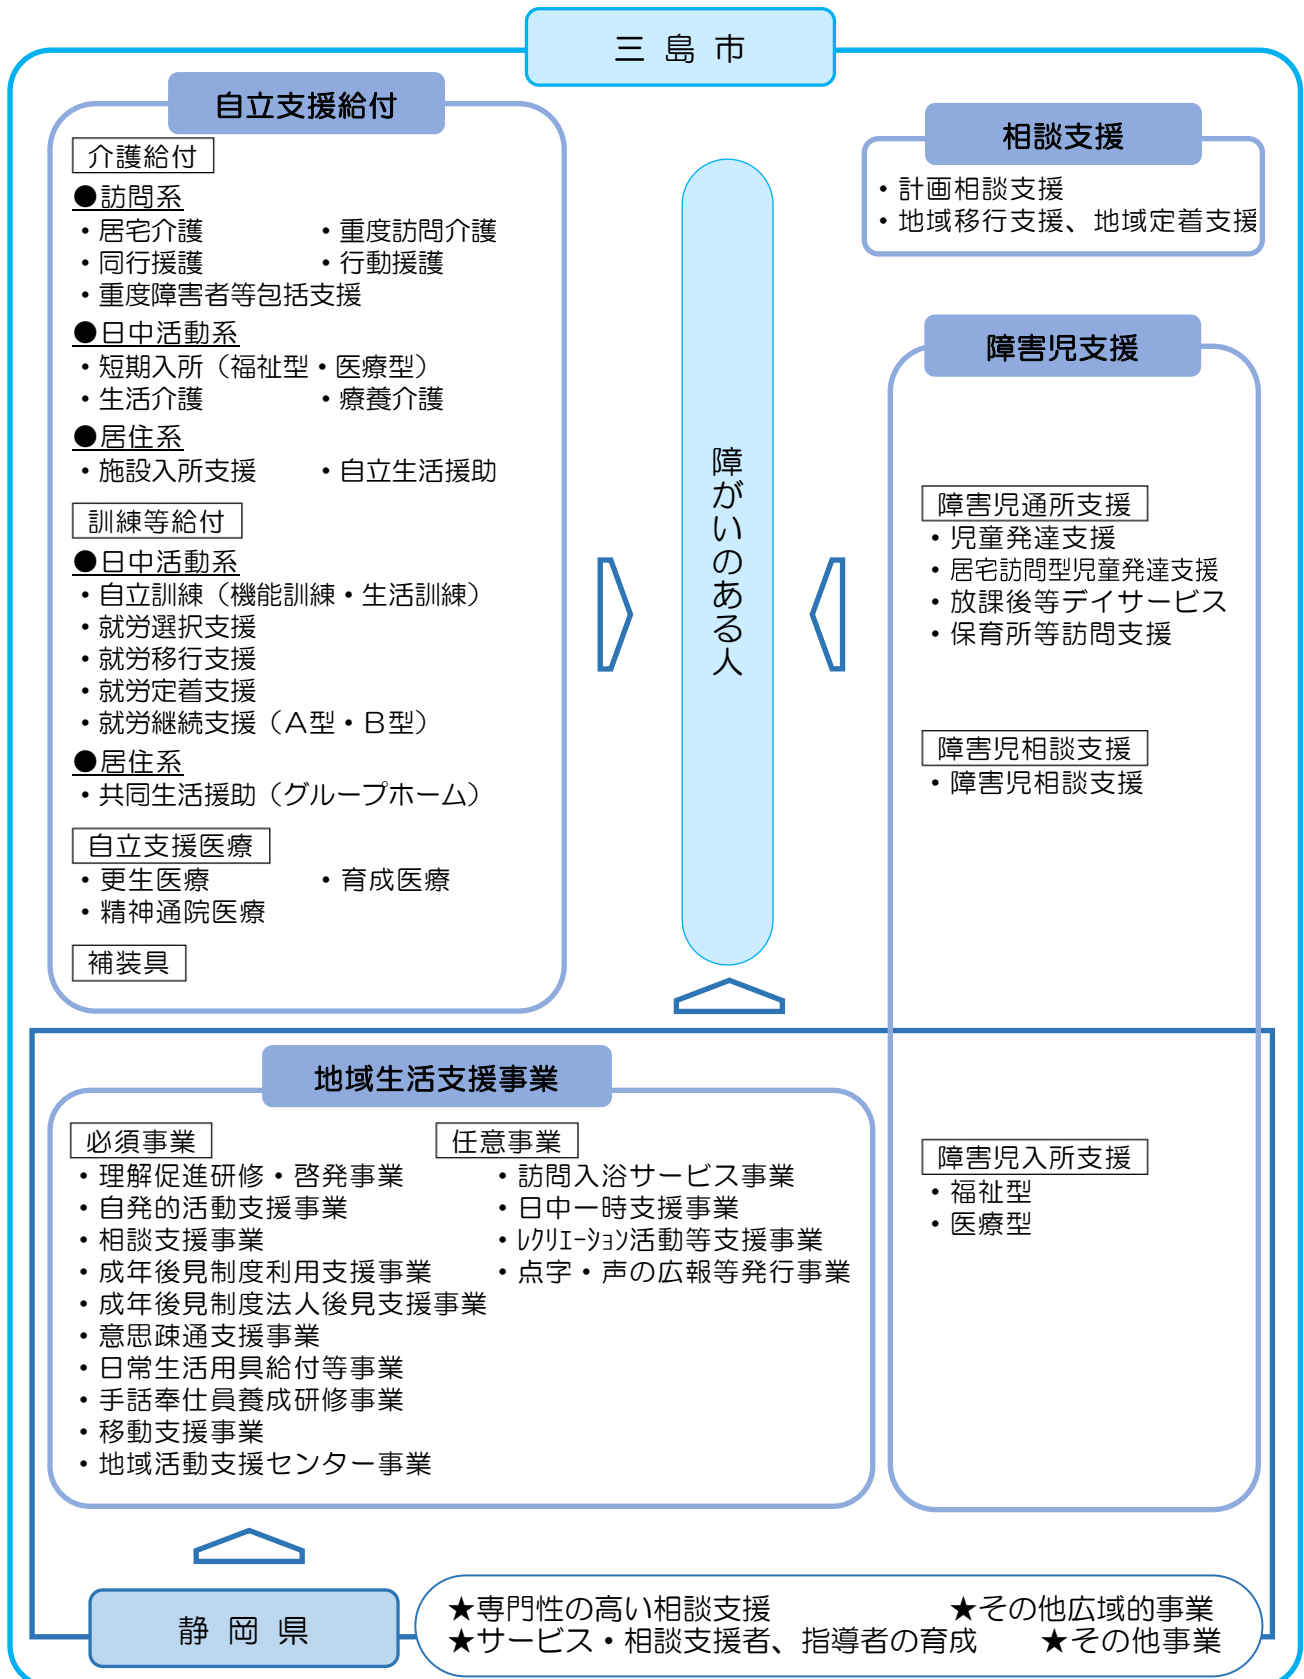 三島市
自立支援給付
介護給付
●訪問系
・居宅介護 ・重度訪問介護
・同行援護 ・行動援護
・重度障害者等包括支援
●日中活動系
・短期入所（福祉型・医療型）
・生活介護 ・療養介護
●居住系
・施設入所支援 ・自立生活援助
訓練等給付
●日中活動系
・自立訓練（機能訓練・生活訓練）
・就労選択支援
・就労移行支援
・就労定着支援
・就労継続支援（A型・B型）
●居住系
・共同生活援助（グループホーム）
自立支援医療
・更生医療 ・育成医療
・精神通院医療
補装具
障がいのある人
相談支援
・計画相談支援
・地域移行支援、地域定着支援
障害児支援
障害児通所支援
・児童発達支援
・居宅訪問型児童発達支援
・放課後等デイサービス
・保育所等訪問支援
障害児相談支援
・障害児相談支援
障害児入所支援
・福祉型
・医療型
地域生活支援事業
必須事業
・理解促進研修・啓発事業
・自発的活動支援事業
・相談支援事業
・成年後見制度利用支援事業
・成年後見制度法人後見支援事業
・意思疎通支援事業
・日常生活用具給付等事業
・手話奉仕員養成研修事業
・移動支援事業
・地域活動支援センター事業
任意事業
・訪問入浴サービス事業
・日中一時支援事業
・ﾚｸﾘｴｰｼｮﾝ活動等支援事業
・点字・声の広報等発行事業
静岡県
★専門性の高い相談支援 ★その他広域的事業
★サービス・相談支援者、指導者の育成 ★その他事業